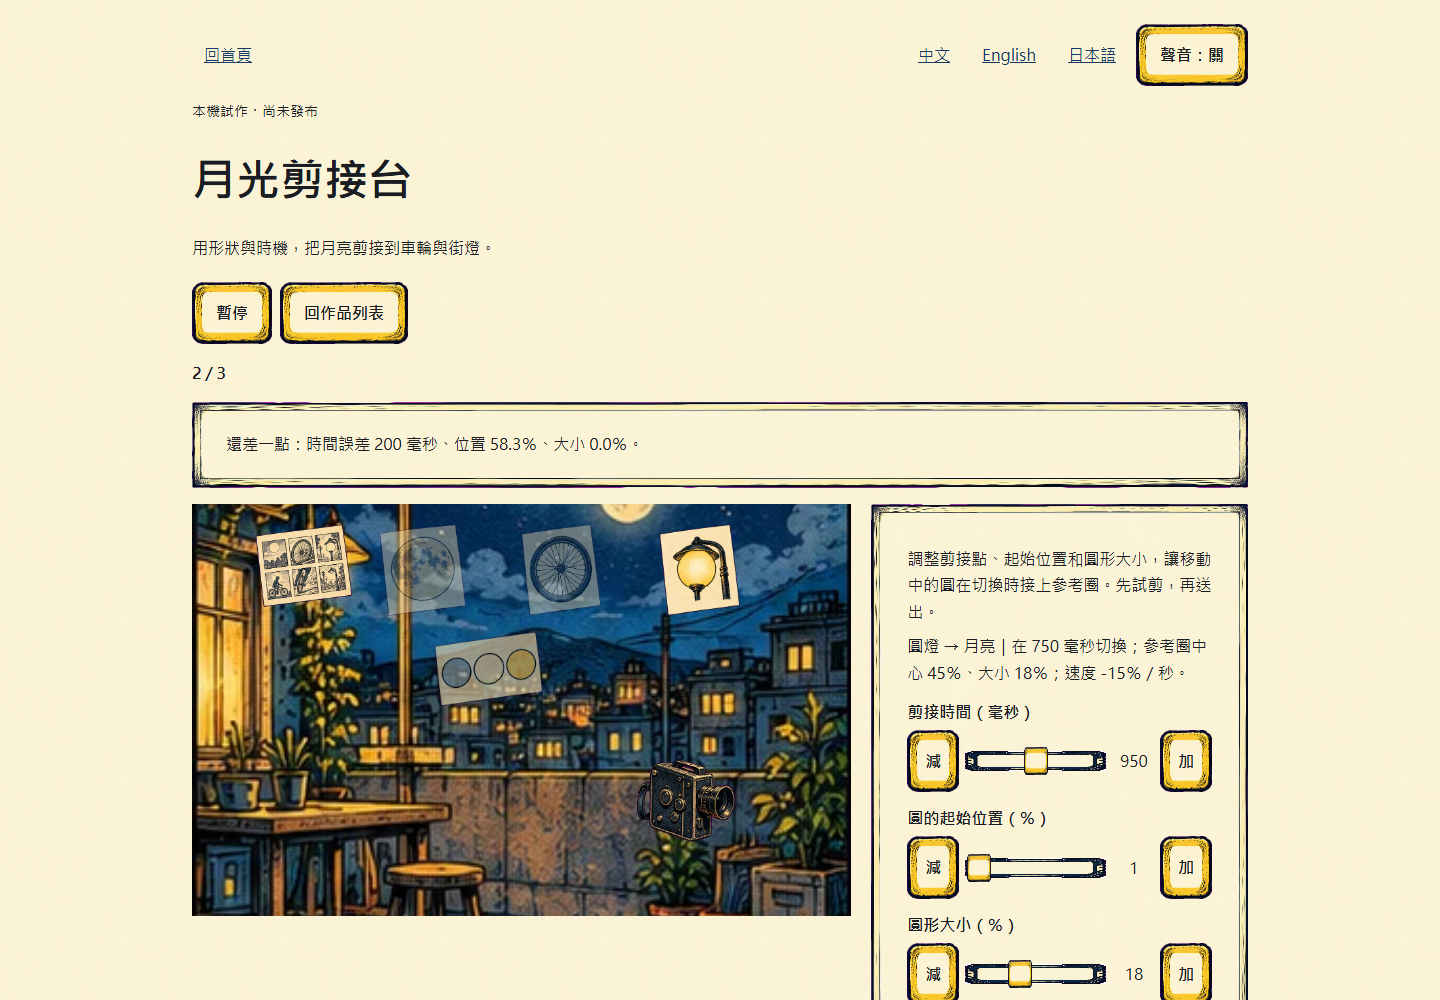 回首頁
中文
English
日本語
聲音：關
本機試作・尚未發布
月光剪接台
用形狀與時機，把月亮剪接到車輪與街燈。
暫停
回作品列表
2 / 3
還差一點：時間誤差 200 毫秒、位置 58.3%、大小 0.0%。
調整剪接點、起始位置和圓形大小，讓移動
中的圓在切換時接上參考圈。先試剪，再送
出。
圓燈 → 月亮 | 在 750 毫秒切換；參考圈中
心 45%、大小 18%；速度 -15% / 秒。
剪接時間（毫秒）
減
950
加
圓的起始位置（%）
減
1
加
圓形大小（%）
減
18
加